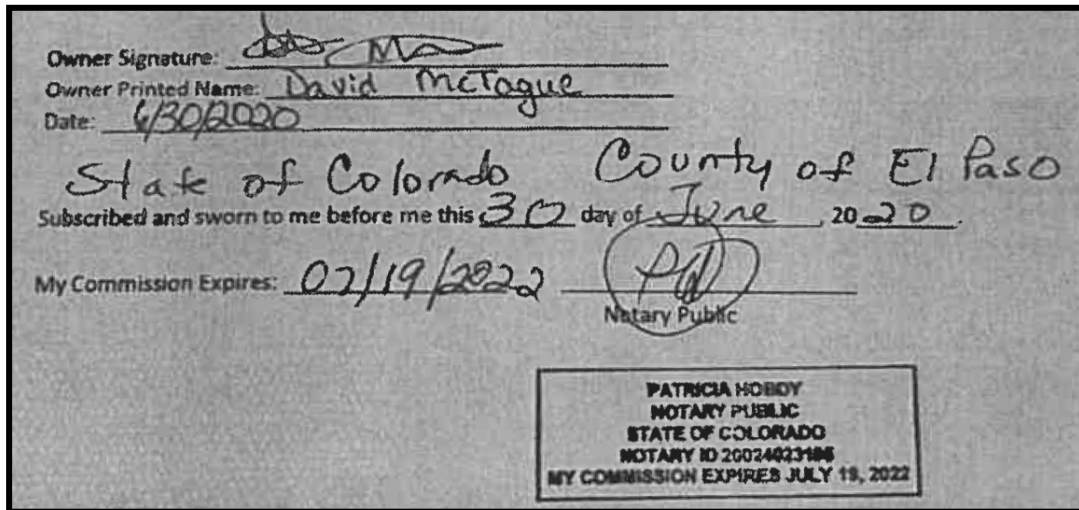 Owner Signature:
Owner Printed Name: David McTague
Date: 6/30/2020
State of Colorado County of El Paso
Subscribed and sworn to me before me this 30 day of June, 2020.
My Commission Expires: 07/19/2022
Notary Public
PATRICIA HOBDY
NOTARY PUBLIC
STATE OF COLORADO
NOTARY ID
MY COMMISSION EXPIRES JULY 19, 2022